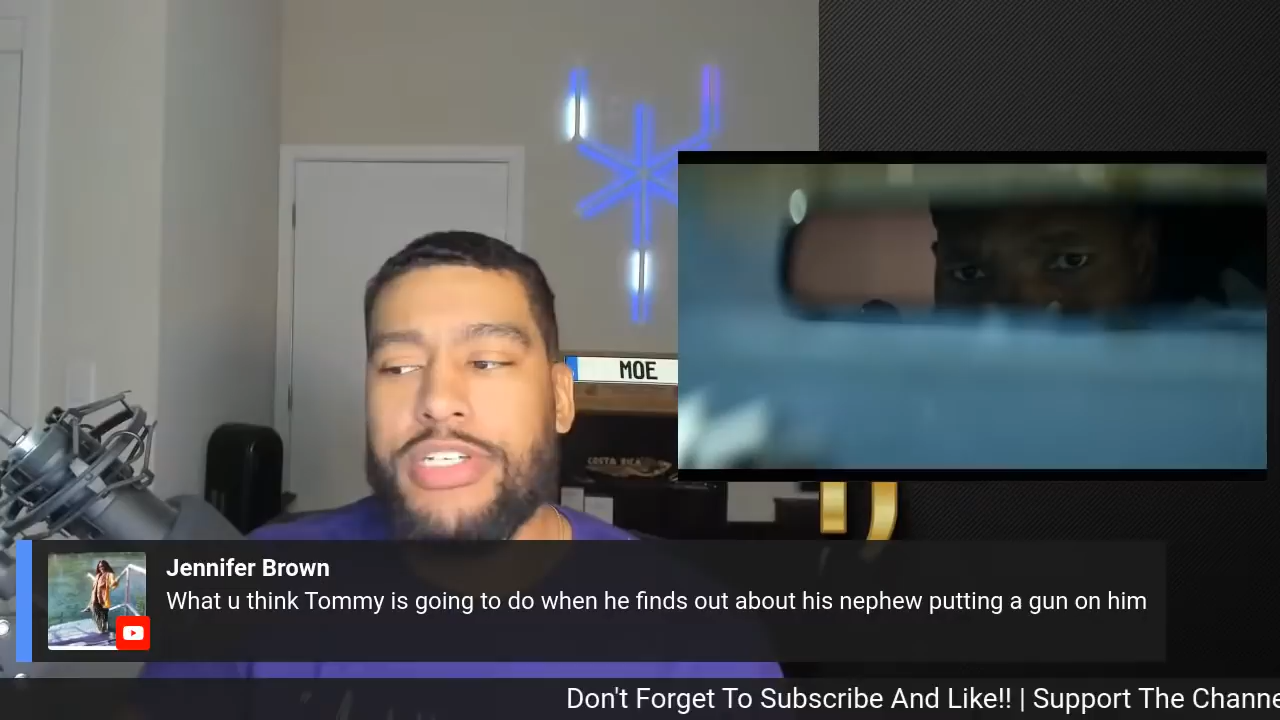 MOE
COSTA RICA
Jennifer Brown
What u think Tommy is going to do when he finds out about his nephew putting a gun on him
Don't Forget To Subscribe And Like!! | Support The Channe